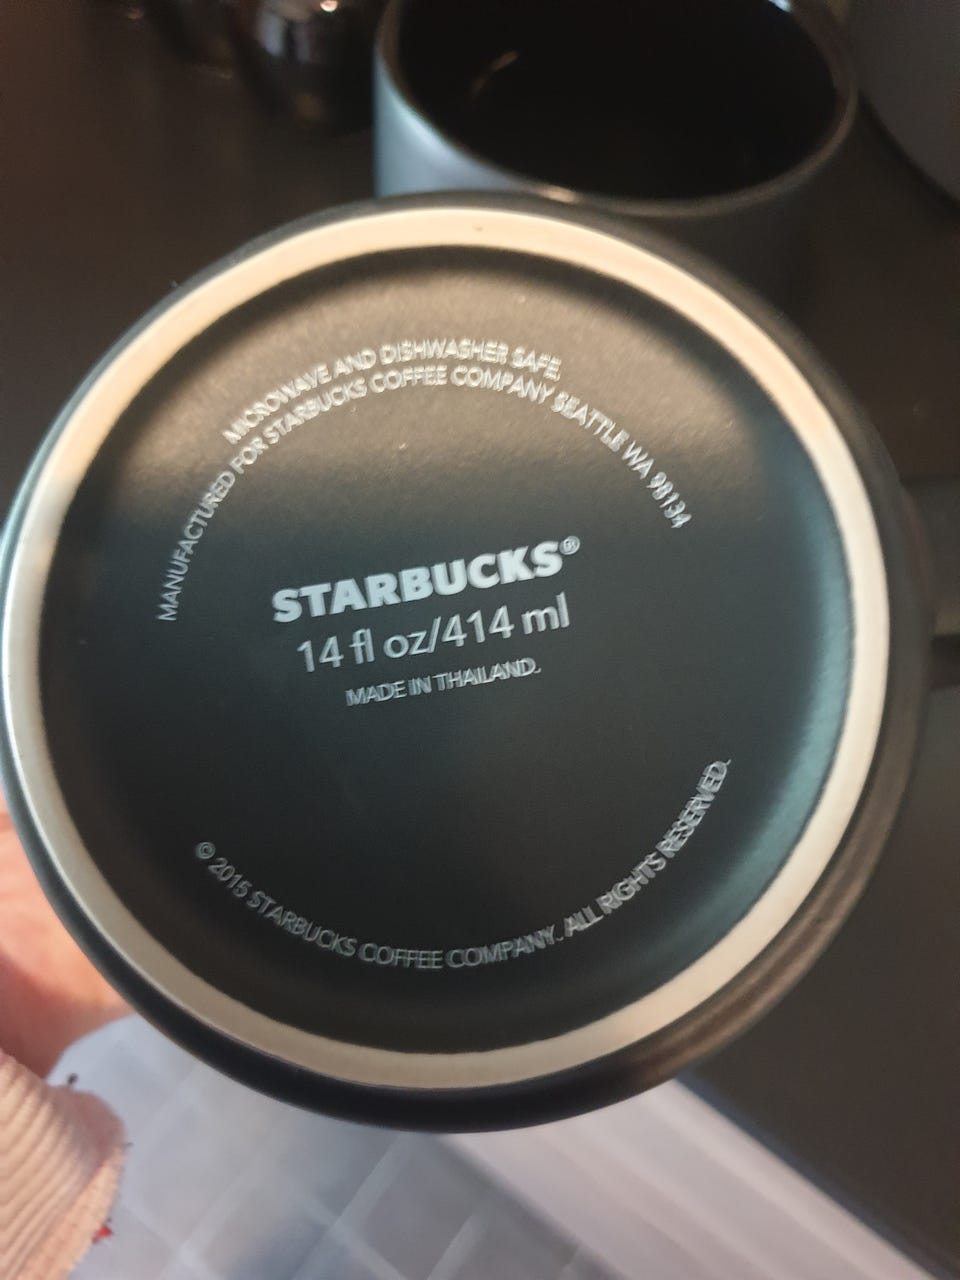 MICROWAVE AND DISHWASHER SAFE,
MANUFACTURED FOR STARBUCKS COFFEE COMPANY SEATTLE WA 98134
STARBUCKS®
14 fl oz/414 ml
MADE IN THAILAND.
© 2015 STARBUCKS COFFEE COMPANY. ALL RIGHTS RESERVED.